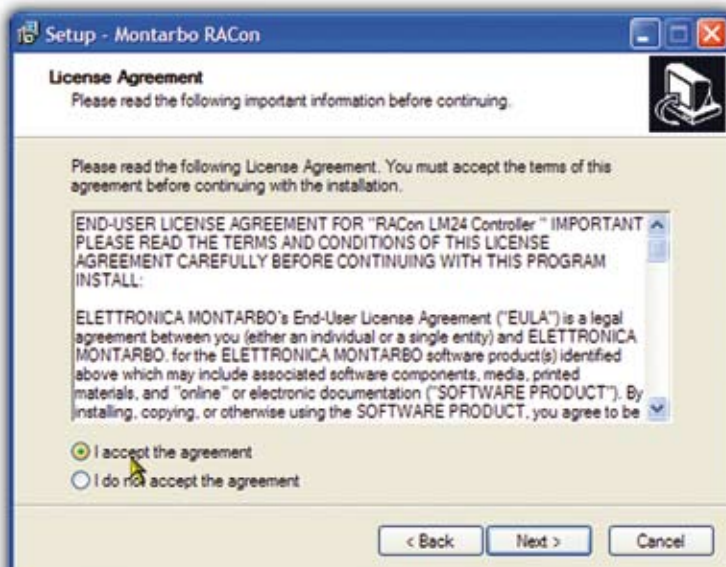 Setup - Montarbo RACon
License Agreement
Please read the following important information before continuing.
Please read the following License Agreement. You must accept the terms of this
agreement before continuing with the installation.
END-USER LICENSE AGREEMENT FOR "RACon LM24 Controller " IMPORTANT
PLEASE READ THE TERMS AND CONDITIONS OF THIS LICENSE
AGREEMENT CAREFULLY BEFORE CONTINUING WITH THIS PROGRAM
INSTALL:
ELETTRONICA MONTARBO's End-User License Agreement ("EULA") is a legal
agreement between you (either an individual or a single entity) and ELETTRONICA
MONTARBO. for the ELETTRONICA MONTARBO software product(s) identified
above which may include associated software components, media, printed
materials, and "online" or electronic documentation ("SOFTWARE PRODUCT"). By
installing, copying, or otherwise using the SOFTWARE PRODUCT, you agree to be
I accept the agreement
I do not accept the agreement
< Back
Next >
Cancel